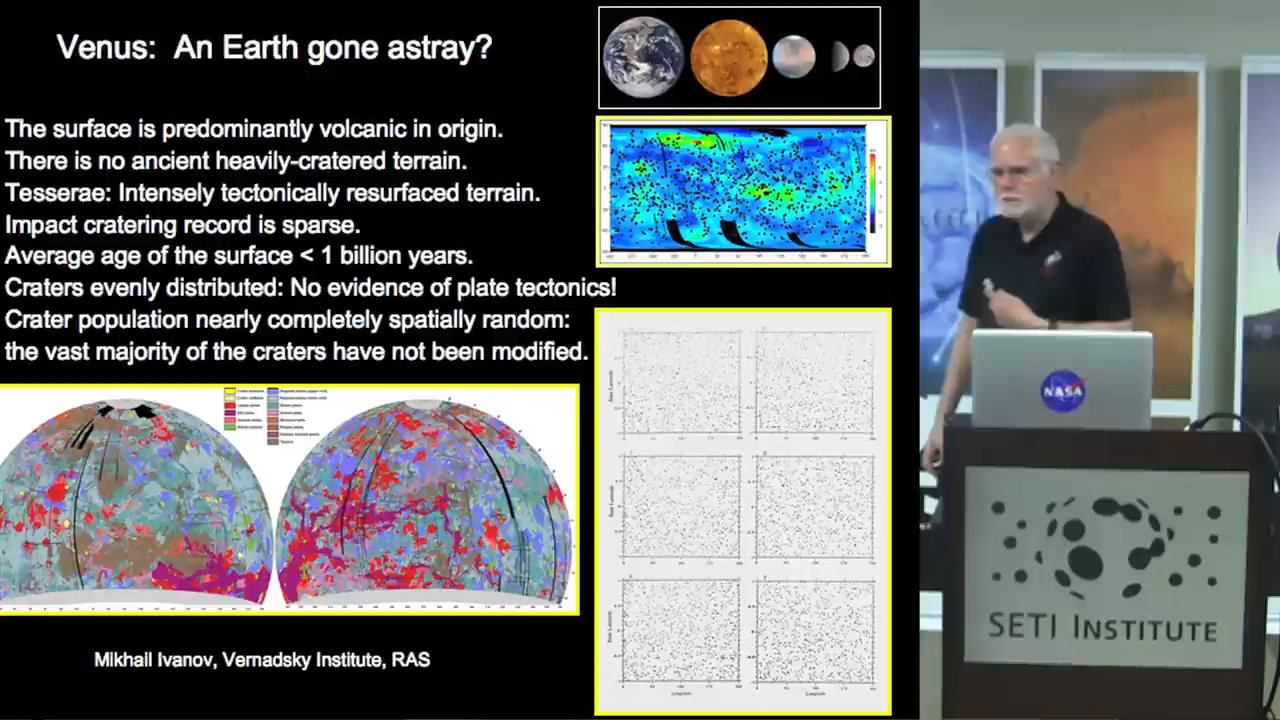 Venus: An Earth gone astray?
The surface is predominantly volcanic in origin.
There is no ancient heavily-cratered terrain.
Tesserae: Intensely tectonically resurfaced terrain.
Impact cratering record is sparse.
Average age of the surface < 1 billion years.
Craters evenly distributed: No evidence of plate tectonics!
Crater population nearly completely spatially random:
the vast majority of the craters have not been modified.
Mikhail Ivanov, Vernadsky Institute, RAS
Longitude
Longitude
NASA
SETI INSTITUTE